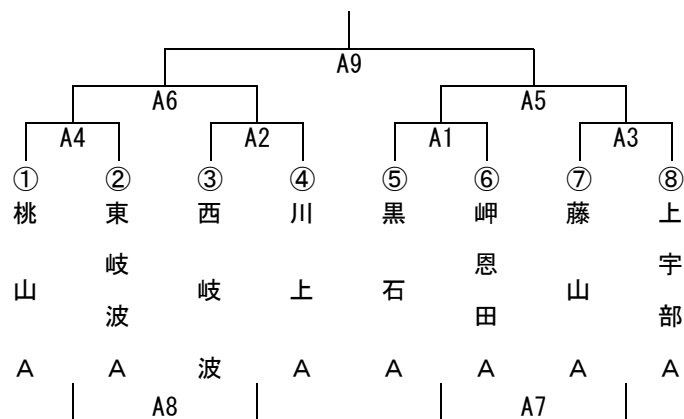 A9
A6
A5
A4
A2
A1
A3
①
②
③
④
⑤
⑥
⑦
⑧
桃山A
東岐波A
西岐波
川上A
黒石A
岬恩田A
藤山A
上宇部A
A8
A7